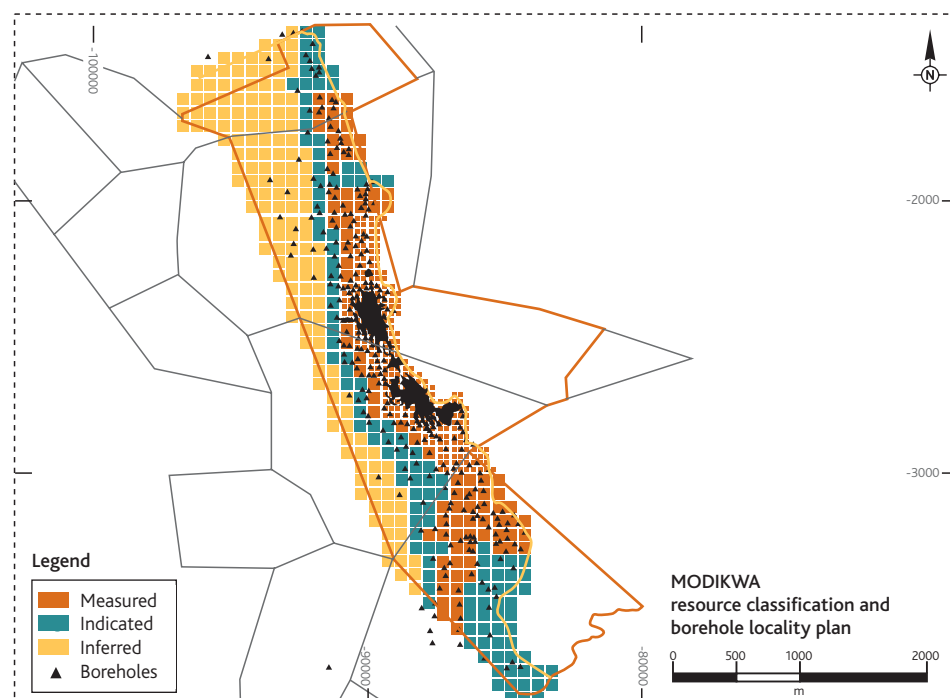 N
-100000
-2000
-3000
Legend
Measured
Indicated
Inferred
Boreholes
MODIKWA
resource classification and
borehole locality plan
0 500 1000 2000
m
-90000
-80000